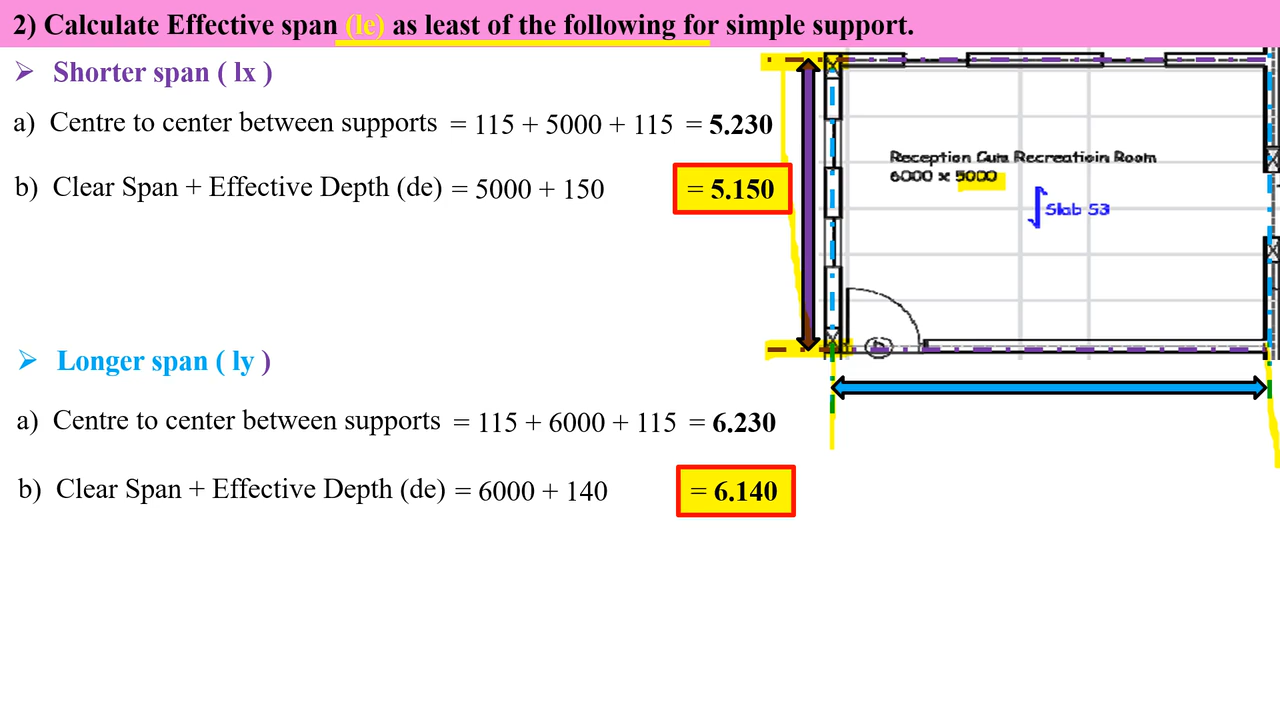 2) Calculate Effective span (le) as least of the following for simple support.
➢ Shorter span ( lx )
a) Centre to center between supports = 115 + 5000 + 115 = 5.230
b) Clear Span + Effective Depth (de) = 5000 + 150 = 5.150
Reception Cum Recreatioin Room
6000 x 5000
Slab S3
➢ Longer span ( ly )
a) Centre to center between supports = 115 + 6000 + 115 = 6.230
b) Clear Span + Effective Depth (de) = 6000 + 140 = 6.140